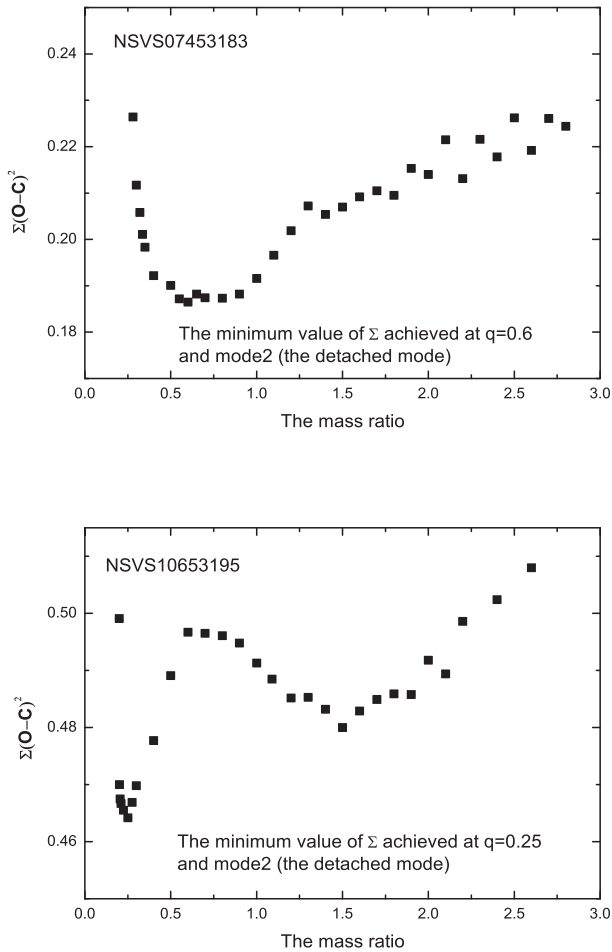 NSVS07453183
0.24
0.22
0.20
0.18
Σ(O−C)²
The minimum value of Σ achieved at q=0.6
and mode2 (the detached mode)
0.0 0.5 1.0 1.5 2.0 2.5 3.0
The mass ratio
NSVS10653195
0.50
0.48
0.46
Σ(O−C)²
The minimum value of Σ achieved at q=0.25
and mode2 (the detached mode)
0.0 0.5 1.0 1.5 2.0 2.5 3.0
The mass ratio